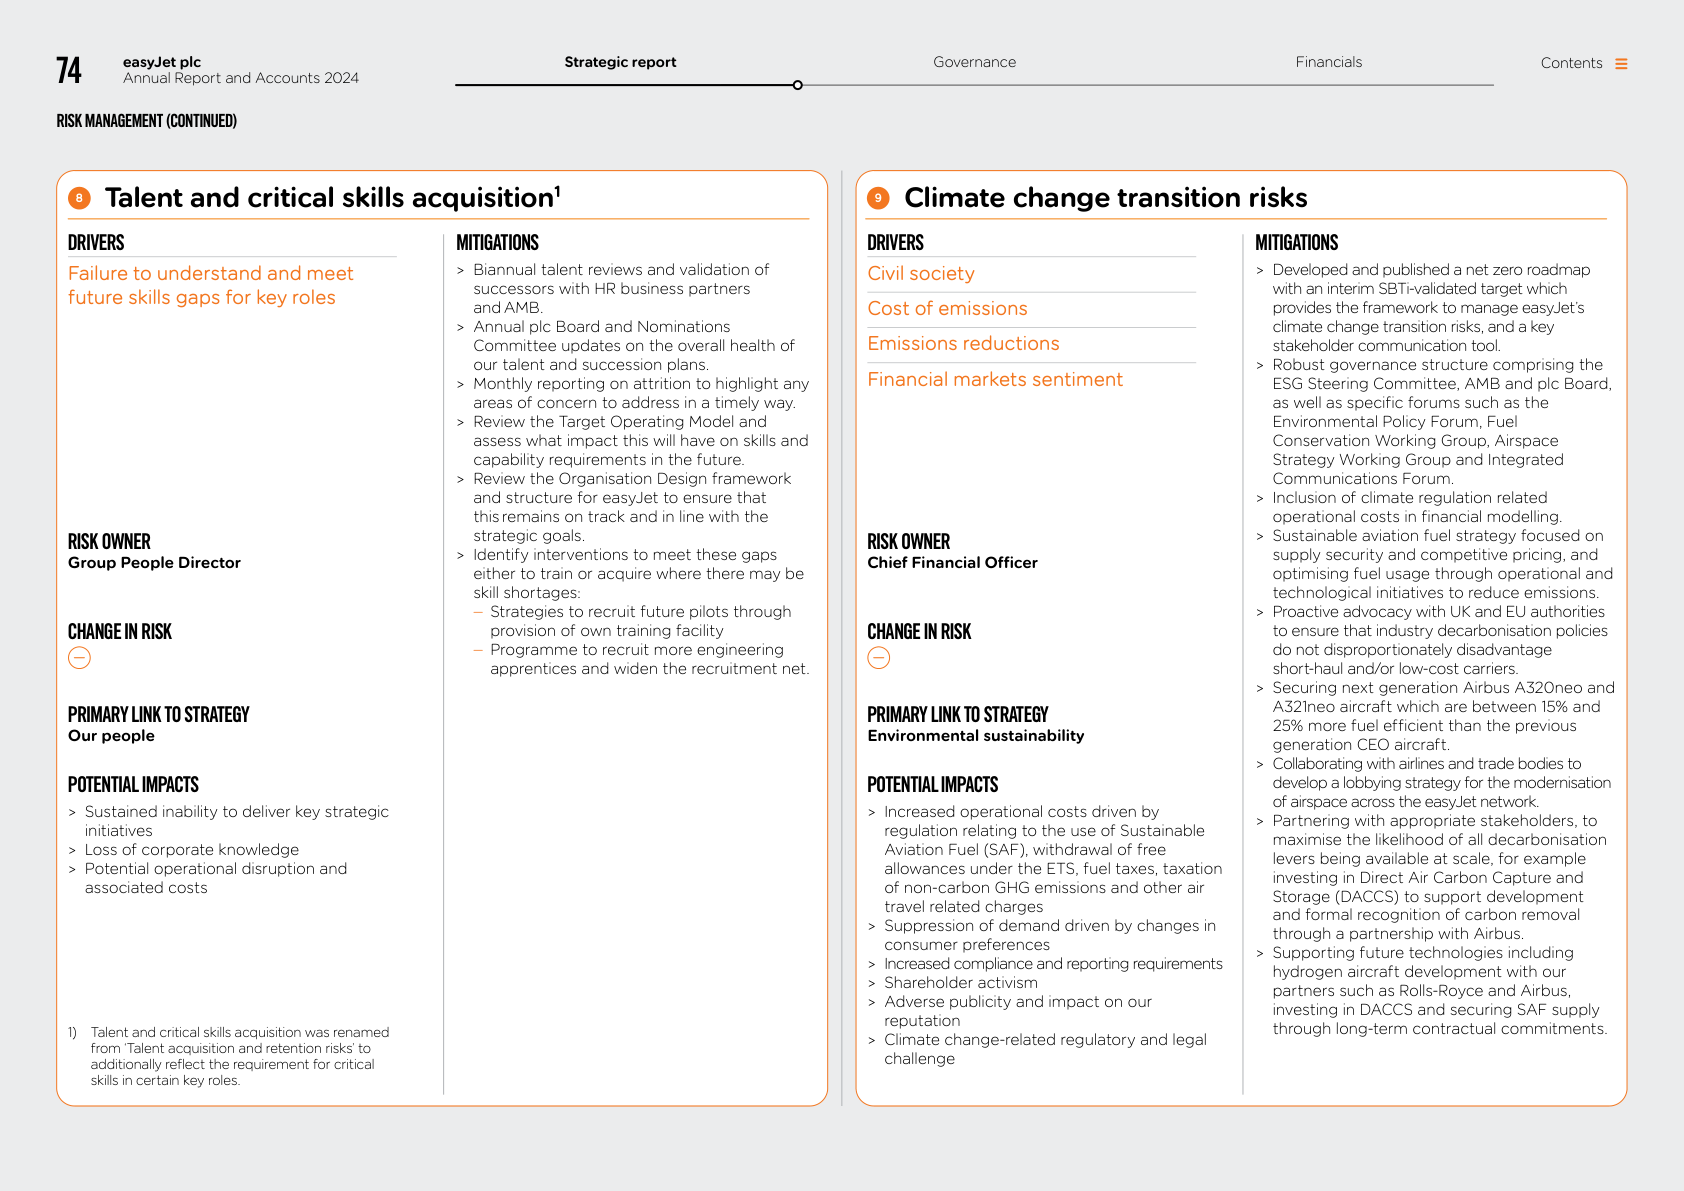 74
easyJet plc
Annual Report and Accounts 2024
Strategic report
Governance
Financials
Contents
RISK MANAGEMENT (CONTINUED)
8 Talent and critical skills acquisition¹
DRIVERS
Failure to understand and meet
future skills gaps for key roles
RISK OWNER
Group People Director
CHANGE IN RISK
PRIMARY LINK TO STRATEGY
Our people
POTENTIAL IMPACTS
> Sustained inability to deliver key strategic
initiatives
> Loss of corporate knowledge
> Potential operational disruption and
associated costs
1) Talent and critical skills acquisition was renamed
from ‘Talent acquisition and retention risks’ to
additionally reflect the requirement for critical
skills in certain key roles.
MITIGATIONS
> Biannual talent reviews and validation of
successors with HR business partners
and AMB.
> Annual plc Board and Nominations
Committee updates on the overall health of
our talent and succession plans.
> Monthly reporting on attrition to highlight any
areas of concern to address in a timely way.
> Review the Target Operating Model and
assess what impact this will have on skills and
capability requirements in the future.
> Review the Organisation Design framework
and structure for easyJet to ensure that
this remains on track and in line with the
strategic goals.
> Identify interventions to meet these gaps
either to train or acquire where there may be
skill shortages:
– Strategies to recruit future pilots through
provision of own training facility
– Programme to recruit more engineering
apprentices and widen the recruitment net.
9 Climate change transition risks
DRIVERS
Civil society
Cost of emissions
Emissions reductions
Financial markets sentiment
RISK OWNER
Chief Financial Officer
CHANGE IN RISK
PRIMARY LINK TO STRATEGY
Environmental sustainability
POTENTIAL IMPACTS
> Increased operational costs driven by
regulation relating to the use of Sustainable
Aviation Fuel (SAF), withdrawal of free
allowances under the ETS, fuel taxes, taxation
of non-carbon GHG emissions and other air
travel related charges
> Suppression of demand driven by changes in
consumer preferences
> Increased compliance and reporting requirements
> Shareholder activism
> Adverse publicity and impact on our
reputation
> Climate change-related regulatory and legal
challenge
MITIGATIONS
> Developed and published a net zero roadmap
with an interim SBTi-validated target which
provides the framework to manage easyJet’s
climate change transition risks, and a key
stakeholder communication tool.
> Robust governance structure comprising the
ESG Steering Committee, AMB and plc Board,
as well as specific forums such as the
Environmental Policy Forum, Fuel
Conservation Working Group, Airspace
Strategy Working Group and Integrated
Communications Forum.
> Inclusion of climate regulation related
operational costs in financial modelling.
> Sustainable aviation fuel strategy focused on
supply security and competitive pricing, and
optimising fuel usage through operational and
technological initiatives to reduce emissions.
> Proactive advocacy with UK and EU authorities
to ensure that industry decarbonisation policies
do not disproportionately disadvantage
short-haul and/or low-cost carriers.
> Securing next generation Airbus A320neo and
A321neo aircraft which are between 15% and
25% more fuel efficient than the previous
generation CEO aircraft.
> Collaborating with airlines and trade bodies to
develop a lobbying strategy for the modernisation
of airspace across the easyJet network.
> Partnering with appropriate stakeholders, to
maximise the likelihood of all decarbonisation
levers being available at scale, for example
investing in Direct Air Carbon Capture and
Storage (DACCS) to support development
and formal recognition of carbon removal
through a partnership with Airbus.
> Supporting future technologies including
hydrogen aircraft development with our
partners such as Rolls-Royce and Airbus,
investing in DACCS and securing SAF supply
through long-term contractual commitments.